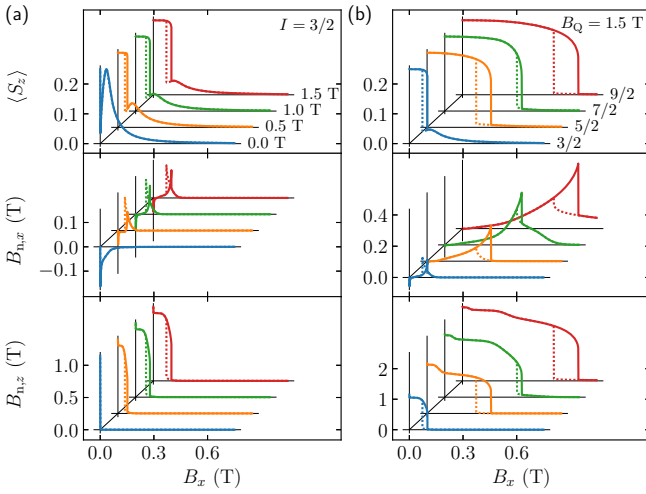 (a)
I = 3/2
⟨S_z⟩
0.2
0.1
0.0
1.5 T
1.0 T
0.5 T
0.0 T
B_{n,x} (T)
0.1
0.0
−0.1
B_{n,z} (T)
1.0
0.5
0.0
0.0 0.3 0.6
B_x (T)
(b)
B_Q = 1.5 T
0.2
0.1
0.0
9/2
7/2
5/2
3/2
0.4
0.2
0.0
2
1
0
0.0 0.3 0.6
B_x (T)